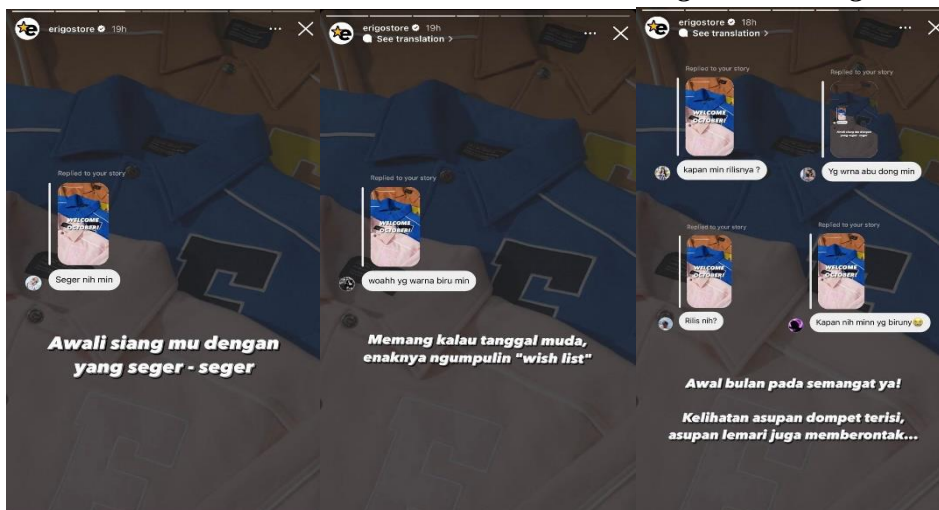 erigostore 19h
Replied to your story
WELCOME
OCTOBER!
Seger nih min
Awali siang mu dengan
yang seger - seger
erigostore 19h
See translation >
Replied to your story
WELCOME
OCTOBER!
woahh yg warna biru min
Memang kalau tanggal muda,
enaknya ngumpulin "wish list"
erigostore 18h
See translation >
Replied to your story
WELCOME
OCTOBER!
kapan min rilisnya ?
Replied to your story
Yg wrna abu dong min
Replied to your story
WELCOME
OCTOBER!
Rilis nih?
Replied to your story
WELCOME
OCTOBER!
Kapan nih minn yg biruny😭
Awal bulan pada semangat ya!
Kelihatan asupan dompet terisi,
asupan lemari juga memberontak...